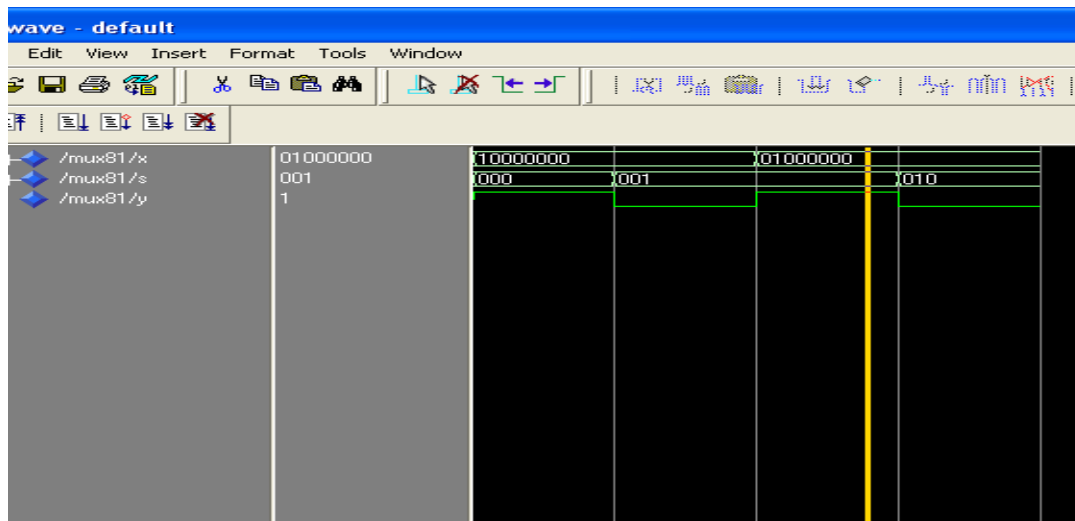 wave - default
Edit View Insert Format Tools Window
/mux81/x 01000000 10000000 01000000
/mux81/s 001 000 001 010
/mux81/y 1